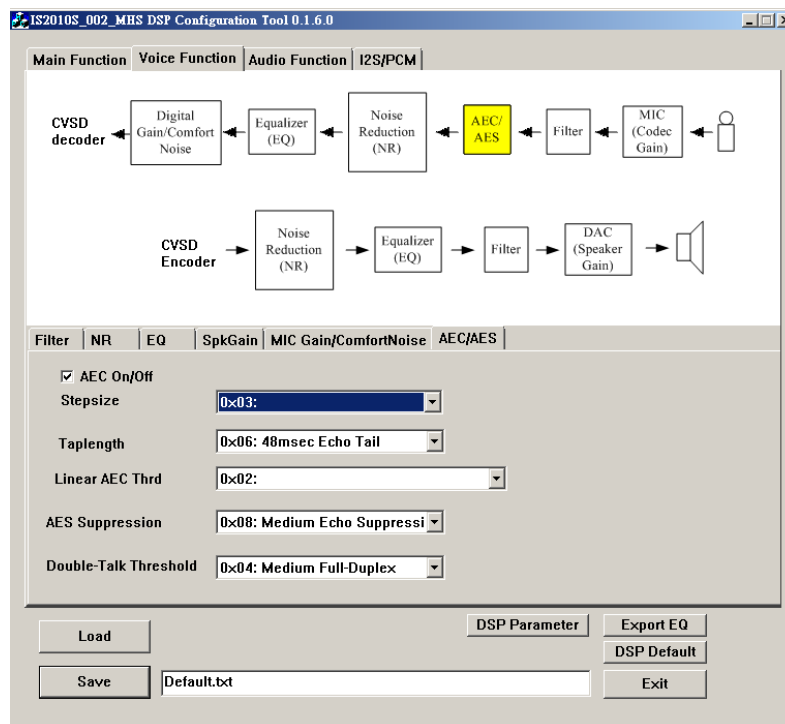 IS2010S_002_MHS DSP Configuration Tool 0.1.6.0
Main Function
Voice Function
Audio Function
I2S/PCM
CVSD
decoder
Digital
Gain/Comfort
Noise
Equalizer
(EQ)
Noise
Reduction
(NR)
AEC/
AES
Filter
MIC
(Codec
Gain)
CVSD
Encoder
Noise
Reduction
(NR)
Equalizer
(EQ)
Filter
DAC
(Speaker
Gain)
Filter
NR
EQ
SpkGain
MIC Gain/ComfortNoise
AEC/AES
AEC On/Off
Stepsize
0x03:
Taplength
0x06: 48msec Echo Tail
Linear AEC Thrd
0x02:
AES Suppression
0x08: Medium Echo Suppressi
Double-Talk Threshold
0x04: Medium Full-Duplex
Load
DSP Parameter
Export EQ
DSP Default
Save
Default.txt
Exit